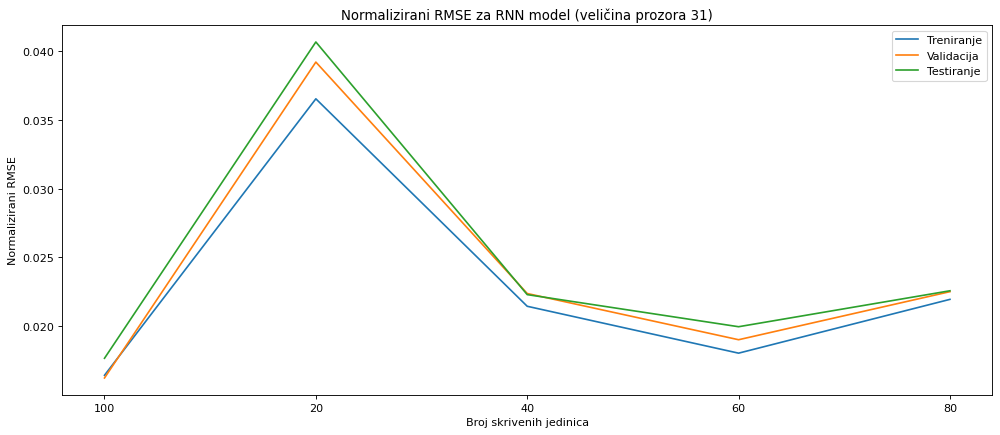 Normalizirani RMSE za RNN model (veličina prozora 31)
Treniranje
Validacija
Testiranje
Normalizirani RMSE
0.040
0.035
0.030
0.025
0.020
100
20
40
60
80
Broj skrivenih jedinica